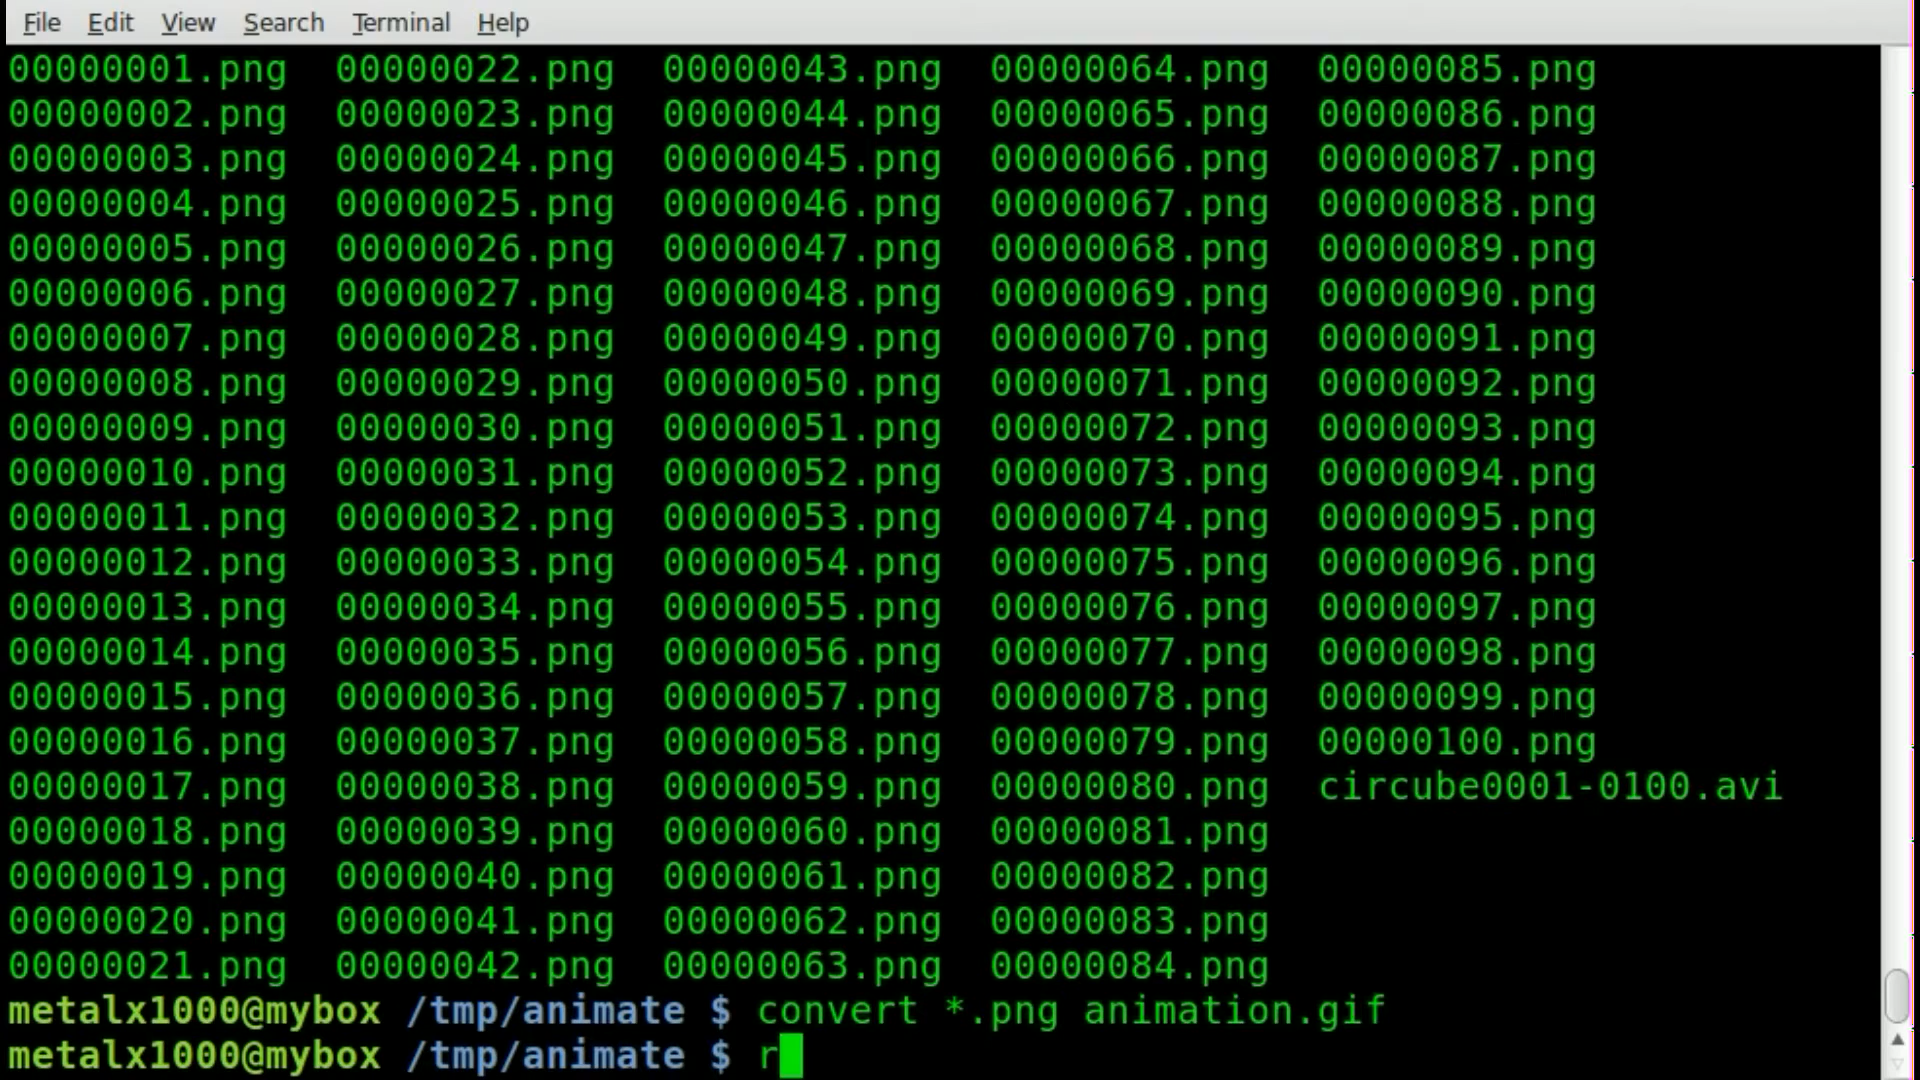 File Edit View Search Terminal Help
00000001.png 00000022.png 00000043.png 00000064.png 00000085.png
00000002.png 00000023.png 00000044.png 00000065.png 00000086.png
00000003.png 00000024.png 00000045.png 00000066.png 00000087.png
00000004.png 00000025.png 00000046.png 00000067.png 00000088.png
00000005.png 00000026.png 00000047.png 00000068.png 00000089.png
00000006.png 00000027.png 00000048.png 00000069.png 00000090.png
00000007.png 00000028.png 00000049.png 00000070.png 00000091.png
00000008.png 00000029.png 00000050.png 00000071.png 00000092.png
00000009.png 00000030.png 00000051.png 00000072.png 00000093.png
00000010.png 00000031.png 00000052.png 00000073.png 00000094.png
00000011.png 00000032.png 00000053.png 00000074.png 00000095.png
00000012.png 00000033.png 00000054.png 00000075.png 00000096.png
00000013.png 00000034.png 00000055.png 00000076.png 00000097.png
00000014.png 00000035.png 00000056.png 00000077.png 00000098.png
00000015.png 00000036.png 00000057.png 00000078.png 00000099.png
00000016.png 00000037.png 00000058.png 00000079.png 00000100.png
00000017.png 00000038.png 00000059.png 00000080.png circube0001-0100.avi
00000018.png 00000039.png 00000060.png 00000081.png
00000019.png 00000040.png 00000061.png 00000082.png
00000020.png 00000041.png 00000062.png 00000083.png
00000021.png 00000042.png 00000063.png 00000084.png
metalx1000@mybox /tmp/animate $ convert *.png animation.gif
metalx1000@mybox /tmp/animate $ r